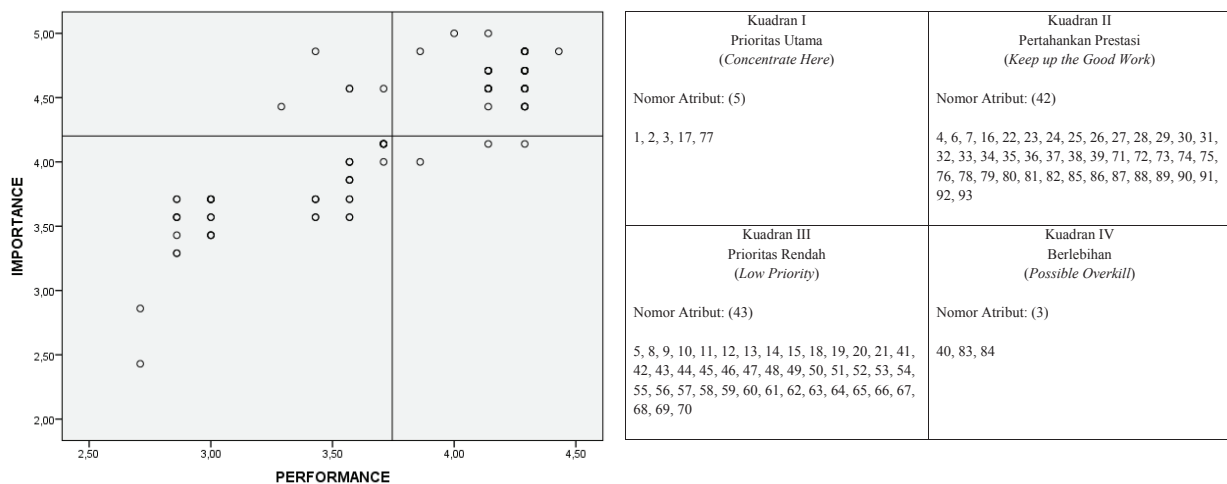 5,00
4,50
4,00
3,50
3,00
2,50
2,00
IMPORTANCE
2,50
3,00
3,50
4,00
4,50
PERFORMANCE
Kuadran I
Prioritas Utama
(Concentrate Here)
Nomor Atribut: (5)
1, 2, 3, 17, 77
Kuadran II
Pertahankan Prestasi
(Keep up the Good Work)
Nomor Atribut: (42)
4, 6, 7, 16, 22, 23, 24, 25, 26, 27, 28, 29, 30, 31,
32, 33, 34, 35, 36, 37, 38, 39, 71, 72, 73, 74, 75,
76, 78, 79, 80, 81, 82, 85, 86, 87, 88, 89, 90, 91,
92, 93
Kuadran III
Prioritas Rendah
(Low Priority)
Nomor Atribut: (43)
5, 8, 9, 10, 11, 12, 13, 14, 15, 18, 19, 20, 21, 41,
42, 43, 44, 45, 46, 47, 48, 49, 50, 51, 52, 53, 54,
55, 56, 57, 58, 59, 60, 61, 62, 63, 64, 65, 66, 67,
68, 69, 70
Kuadran IV
Berlebihan
(Possible Overkill)
Nomor Atribut: (3)
40, 83, 84